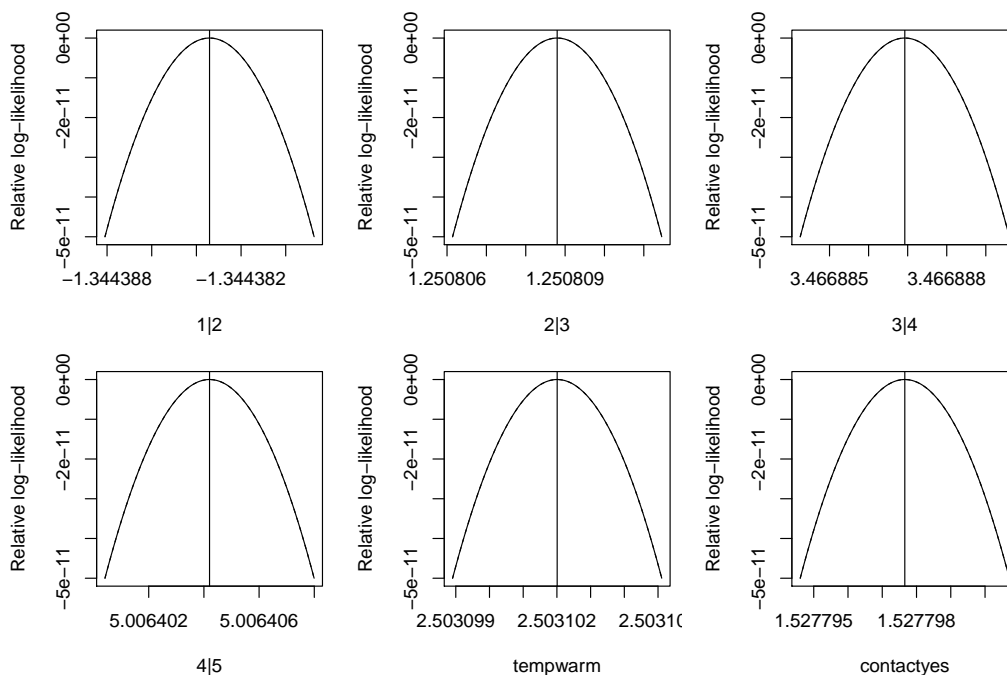 Relative log−likelihood
0e+00
−2e−11
−5e−11
−1.344388
−1.344382
1|2
Relative log−likelihood
0e+00
−2e−11
−5e−11
1.250806
1.250809
2|3
Relative log−likelihood
0e+00
−2e−11
−5e−11
3.466885
3.466888
3|4
Relative log−likelihood
0e+00
−2e−11
−5e−11
5.006402
5.006406
4|5
Relative log−likelihood
0e+00
−2e−11
−5e−11
2.503099
2.503102
tempwarm
Relative log−likelihood
0e+00
−2e−11
−5e−11
1.527795
1.527798
contactyes